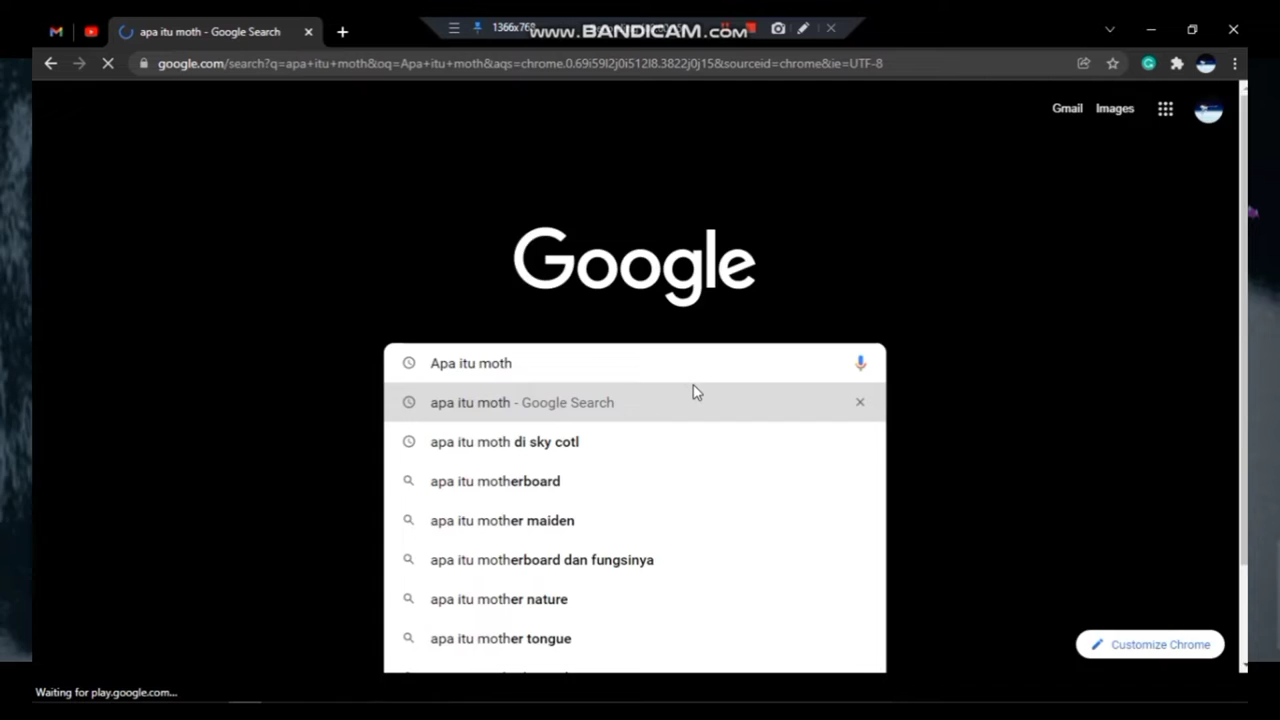 apa itu moth - Google Search
1366x768
www.BANDICAM.com
google.com/search?q=apa+itu+moth&oq=Apa+itu+moth&aqs=chrome.0.69i59l2j0i512l8.3822j0j15&sourceid=chrome&ie=UTF-8
Gmail Images
Google
Apa itu moth
apa itu moth - Google Search
apa itu moth di sky cotl
apa itu motherboard
apa itu mother maiden
apa itu motherboard dan fungsinya
apa itu mother nature
apa itu mother tongue
Customize Chrome
Waiting for play.google.com...